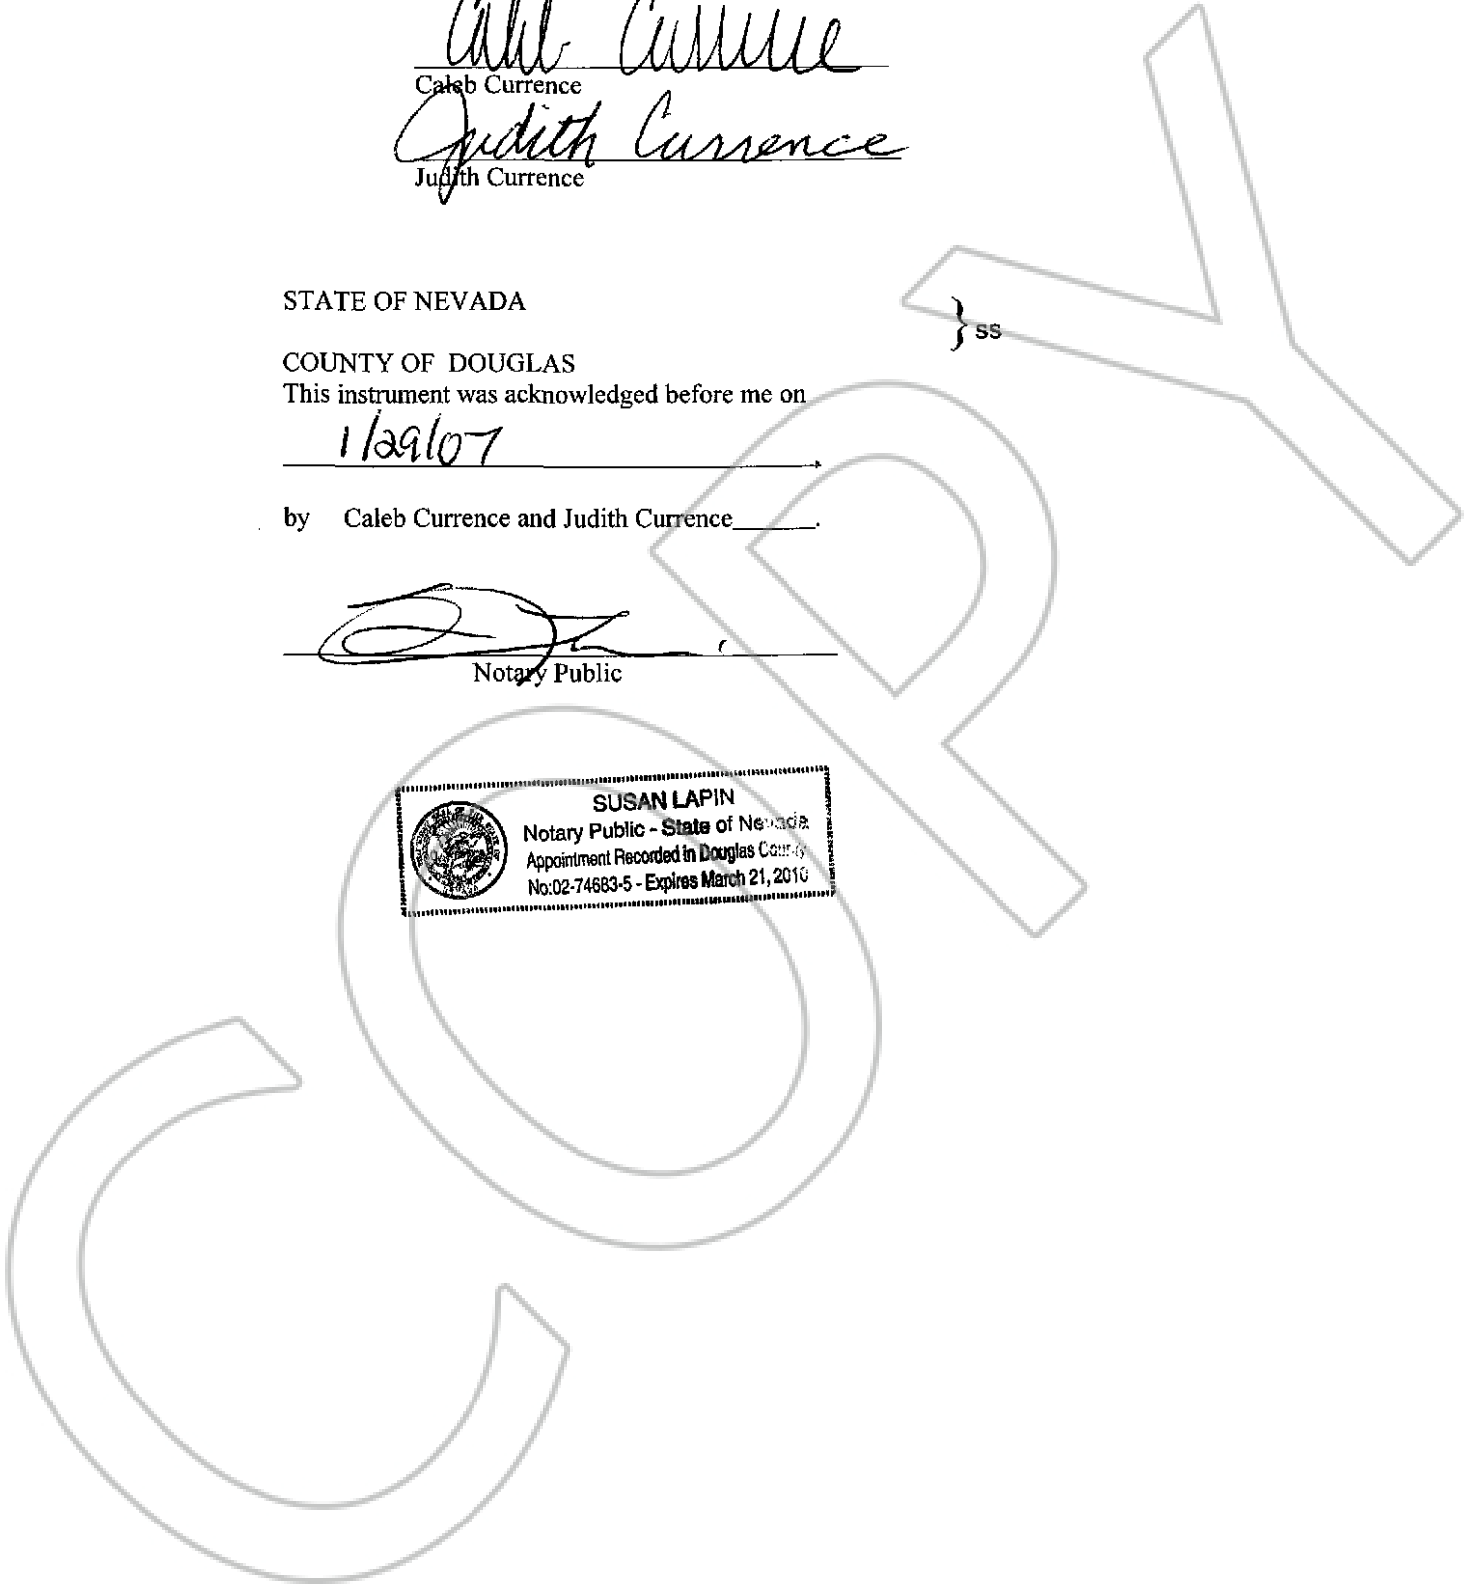 Caleb Currence
Caleb Currence
Judith Currence
Judith Currence
STATE OF NEVADA
} ss
COUNTY OF DOUGLAS
This instrument was acknowledged before me on
1/29/07
by Caleb Currence and Judith Currence______.
Notary Public
SUSAN LAPIN
Notary Public - State of Nevada
Appointment Recorded in Douglas County
No:02-74683-5 - Expires March 21, 2010
COPY